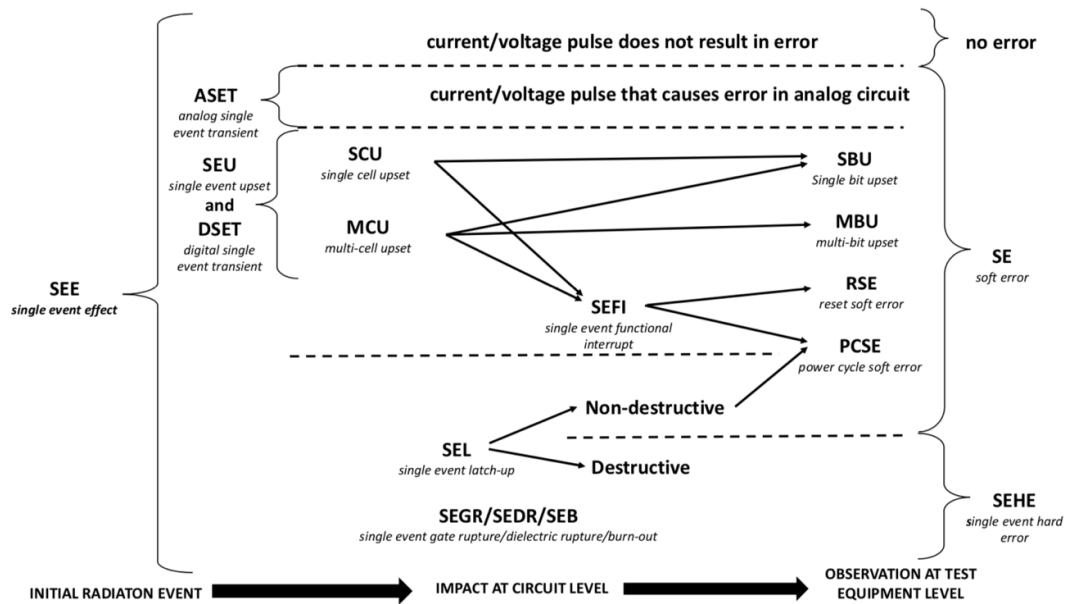 current/voltage pulse does not result in error
no error
ASET
analog single
event transient
current/voltage pulse that causes error in analog circuit
SEU
single event upset
and
DSET
digital single
event transient
SCU
single cell upset
SBU
Single bit upset
MCU
multi-cell upset
MBU
multi-bit upset
SE
soft error
SEE
single event effect
SEFI
single event functional
interrupt
RSE
reset soft error
PCSE
power cycle soft error
Non-destructive
SEL
single event latch-up
Destructive
SEHE
single event hard
error
SEGR/SEDR/SEB
single event gate rupture/dielectric rupture/burn-out
INITIAL RADIATON EVENT
IMPACT AT CIRCUIT LEVEL
OBSERVATION AT TEST
EQUIPMENT LEVEL